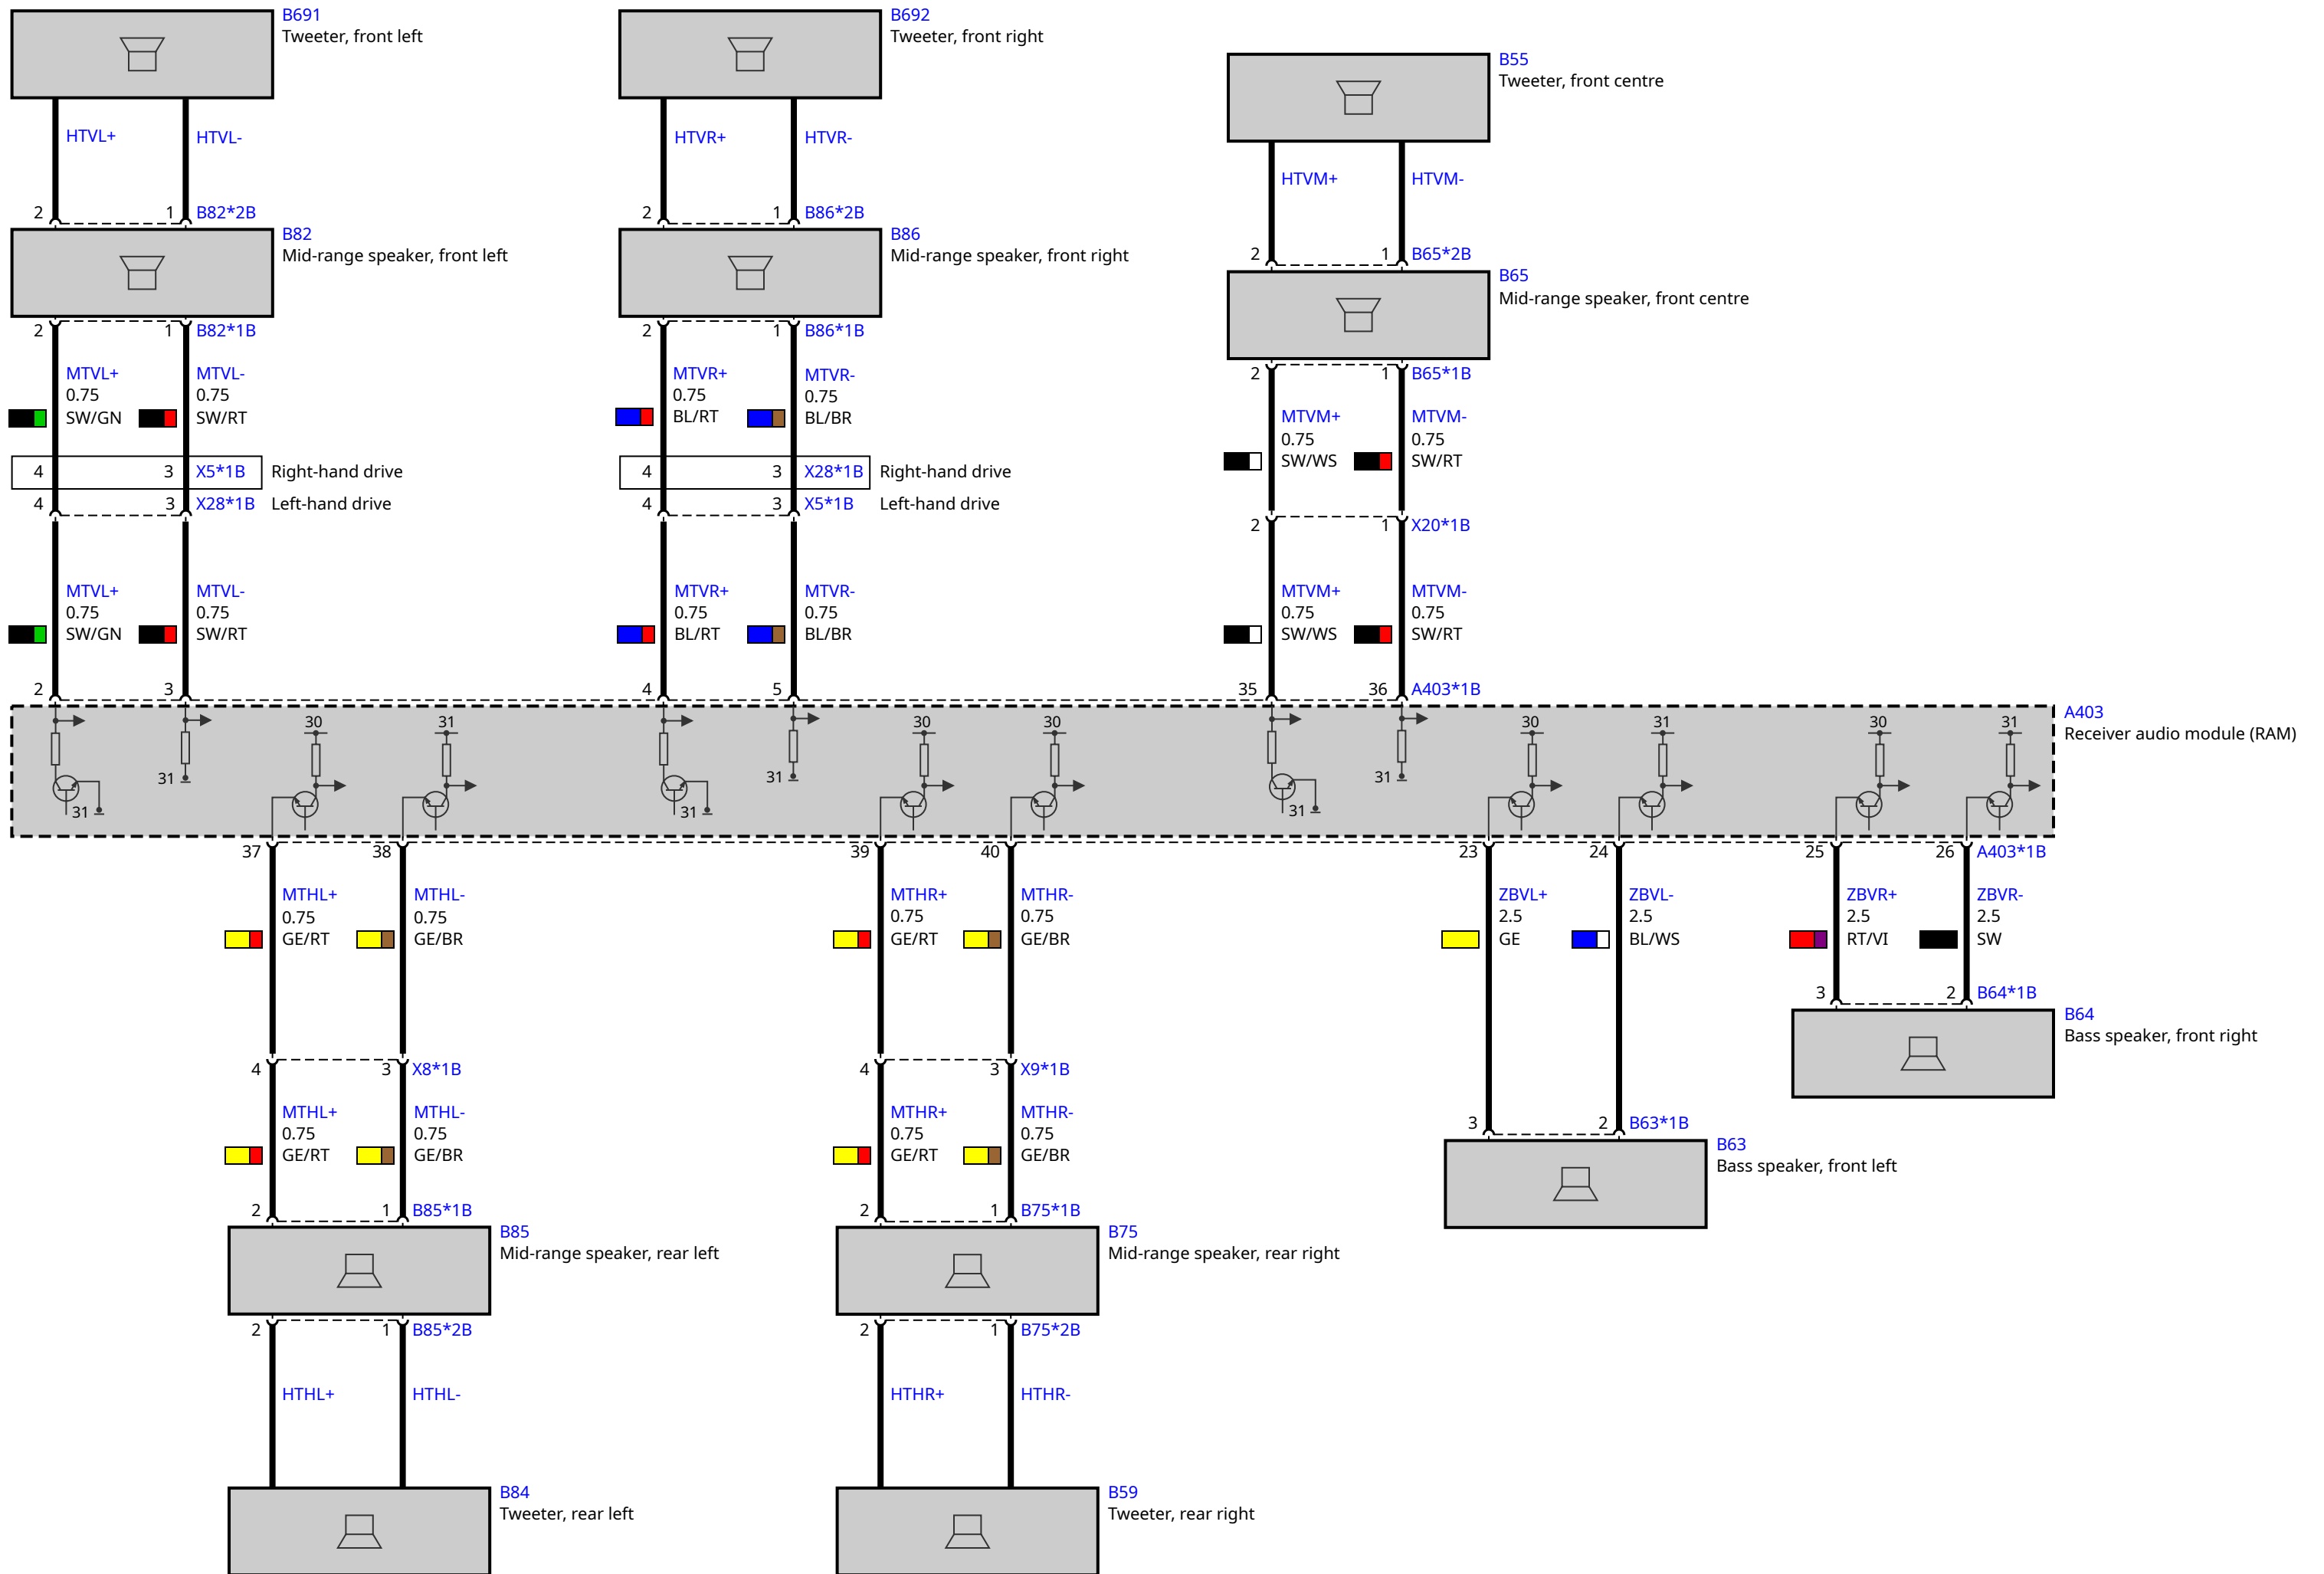 B691
Tweeter, front left
B692
Tweeter, front right
B55
Tweeter, front centre
HTVL+
HTVL-
HTVR+
HTVR-
HTVM+
HTVM-
2 1 B82*2B
2 1 B86*2B
2 1 B65*2B
B82
Mid-range speaker, front left
B86
Mid-range speaker, front right
B65
Mid-range speaker, front centre
2 1 B82*1B
2 1 B86*1B
2 1 B65*1B
MTVL+
0.75
SW/GN
MTVL-
0.75
SW/RT
MTVR+
0.75
BL/RT
MTVR-
0.75
BL/BR
MTVM+
0.75
SW/WS
MTVM-
0.75
SW/RT
4 3 X5*1B Right-hand drive
4 3 X28*1B Left-hand drive
4 3 X28*1B Right-hand drive
4 3 X5*1B Left-hand drive
2 1 X20*1B
MTVL+
0.75
SW/GN
MTVL-
0.75
SW/RT
MTVR+
0.75
BL/RT
MTVR-
0.75
BL/BR
MTVM+
0.75
SW/WS
MTVM-
0.75
SW/RT
2 3 4 5 35 36 A403*1B
A403
Receiver audio module (RAM)
30 31 30 30 30 31 30 31
31 31 31
31 31 31
37 38 39 40 23 24 25 26 A403*1B
MTHL+
0.75
GE/RT
MTHL-
0.75
GE/BR
MTHR+
0.75
GE/RT
MTHR-
0.75
GE/BR
ZBVL+
2.5
GE
ZBVL-
2.5
BL/WS
ZBVR+
2.5
RT/VI
ZBVR-
2.5
SW
3 2 B64*1B
B64
Bass speaker, front right
4 3 X8*1B
4 3 X9*1B
MTHL+
0.75
GE/RT
MTHL-
0.75
GE/BR
MTHR+
0.75
GE/RT
MTHR-
0.75
GE/BR
3 2 B63*1B
B63
Bass speaker, front left
2 1 B85*1B
2 1 B75*1B
B85
Mid-range speaker, rear left
B75
Mid-range speaker, rear right
2 1 B85*2B
2 1 B75*2B
HTHL+
HTHL-
HTHR+
HTHR-
B84
Tweeter, rear left
B59
Tweeter, rear right